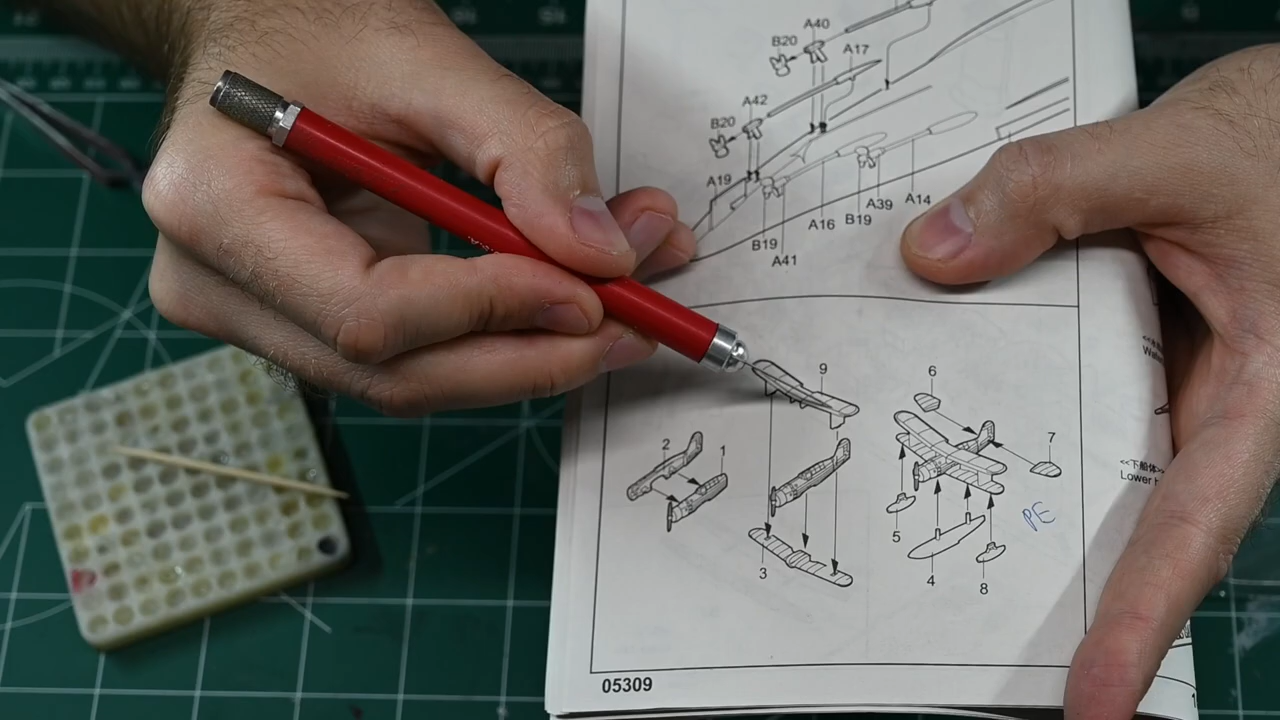 A40
B20
A17
A42
B20
A19
A14
A39
B19
A16
B19
A41
9
6
2
1
7
5
3
4
8
PE
<<下船体>>
Lower H
05309